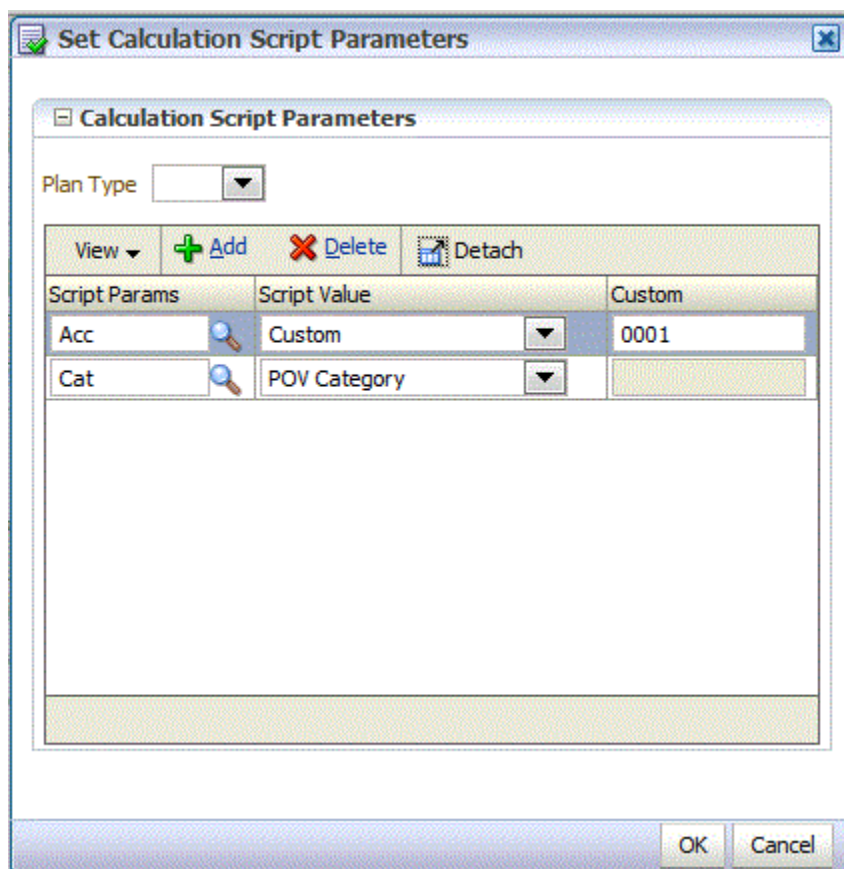 Set Calculation Script Parameters
Calculation Script Parameters
Plan Type
View Add Delete Detach
Script Params Script Value Custom
Acc Custom 0001
Cat POV Category
OK Cancel